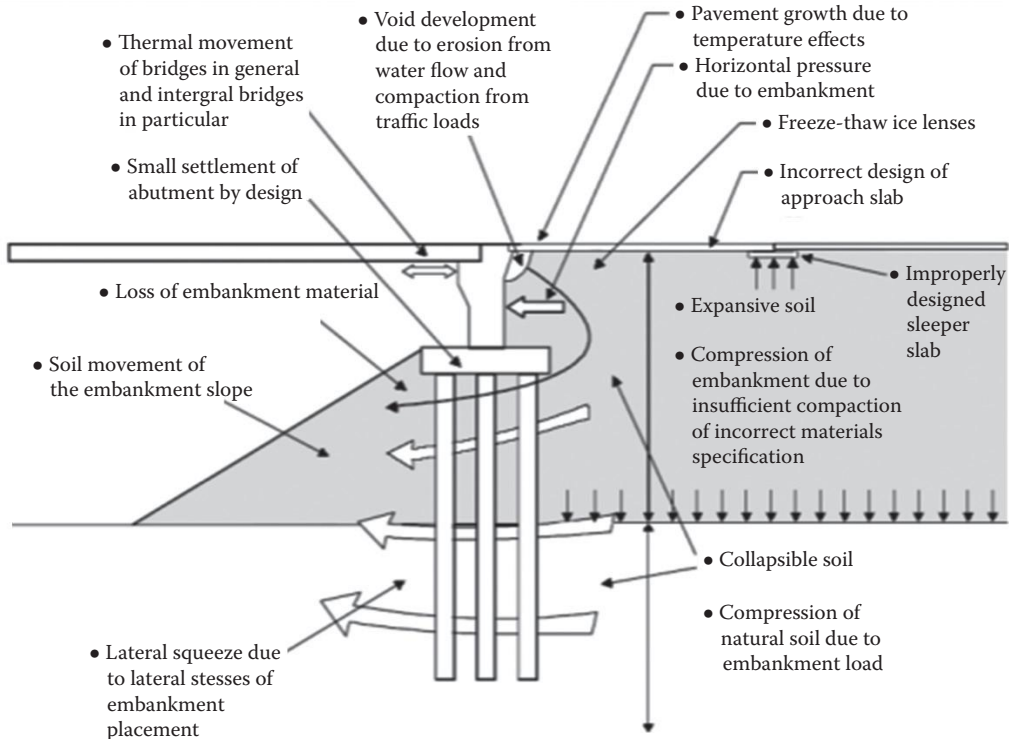 • Thermal movement
of bridges in general
and intergral bridges
in particular
• Small settlement of
abutment by design
• Void development
due to erosion from
water flow and
compaction from
traffic loads
• Pavement growth due to
temperature effects
• Horizontal pressure
due to embankment
• Freeze-thaw ice lenses
• Incorrect design of
approach slab
• Loss of embankment material
• Soil movement of
the embankment slope
• Expansive soil
• Improperly
designed
sleeper
slab
• Compression of
embankment due to
insufficient compaction
of incorrect materials
specification
• Collapsible soil
• Compression of
natural soil due to
embankment load
• Lateral squeeze due
to lateral stesses of
embankment
placement